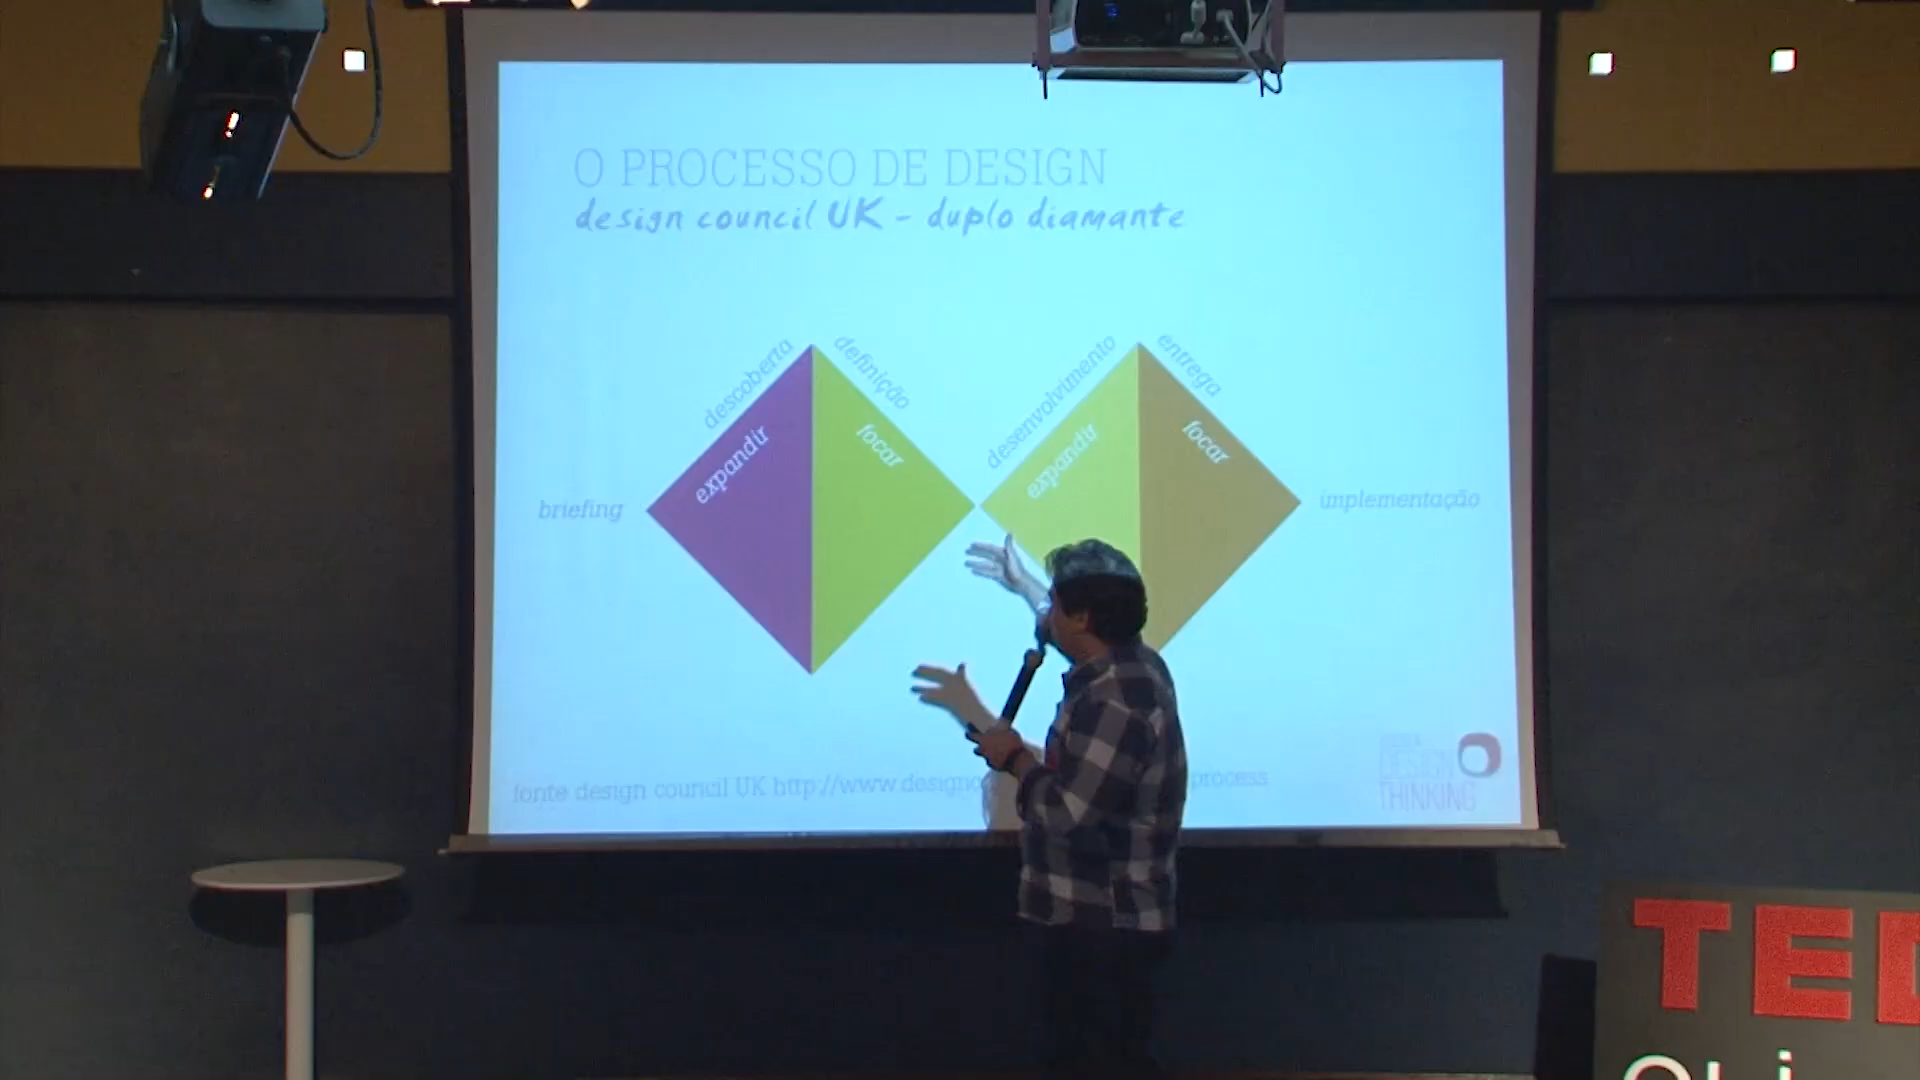 O PROCESSO DE DESIGN
design council UK - duplo diamante
descoberta
definição
desenvolvimento
entrega
expandir
focar
expandir
focar
briefing
implementação
fonte design council UK http://www.designc process
DESIGN
THINKING
TED